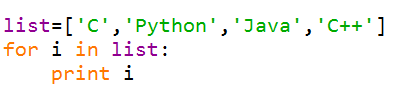 list=['C','Python','Java','C++']
for i in list:
    print i